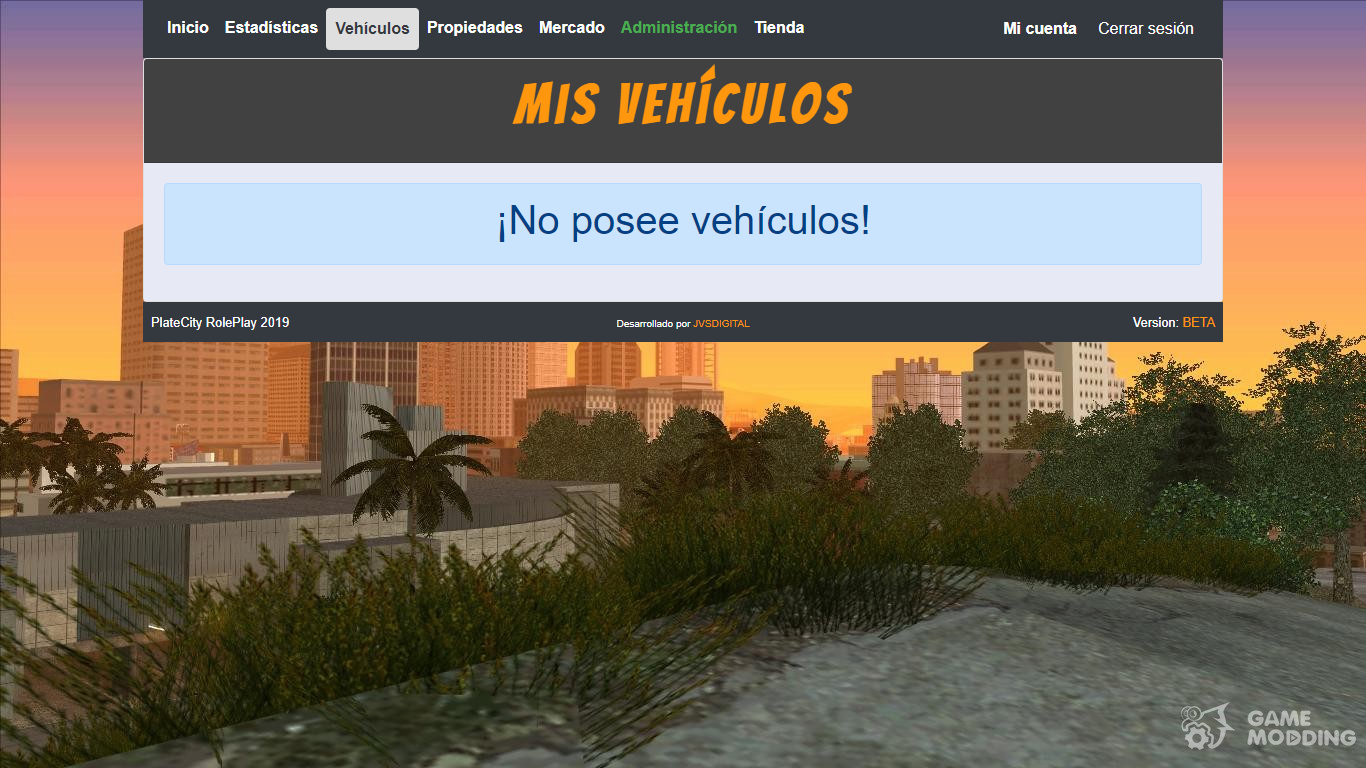 Inicio Estadísticas Vehículos Propiedades Mercado Administración Tienda Mi cuenta Cerrar sesión
MIS VEHÍCULOS
¡No posee vehículos!
PlateCity RolePlay 2019 Desarrollado por JVSDIGITAL Version: BETA
GAME
MODDING